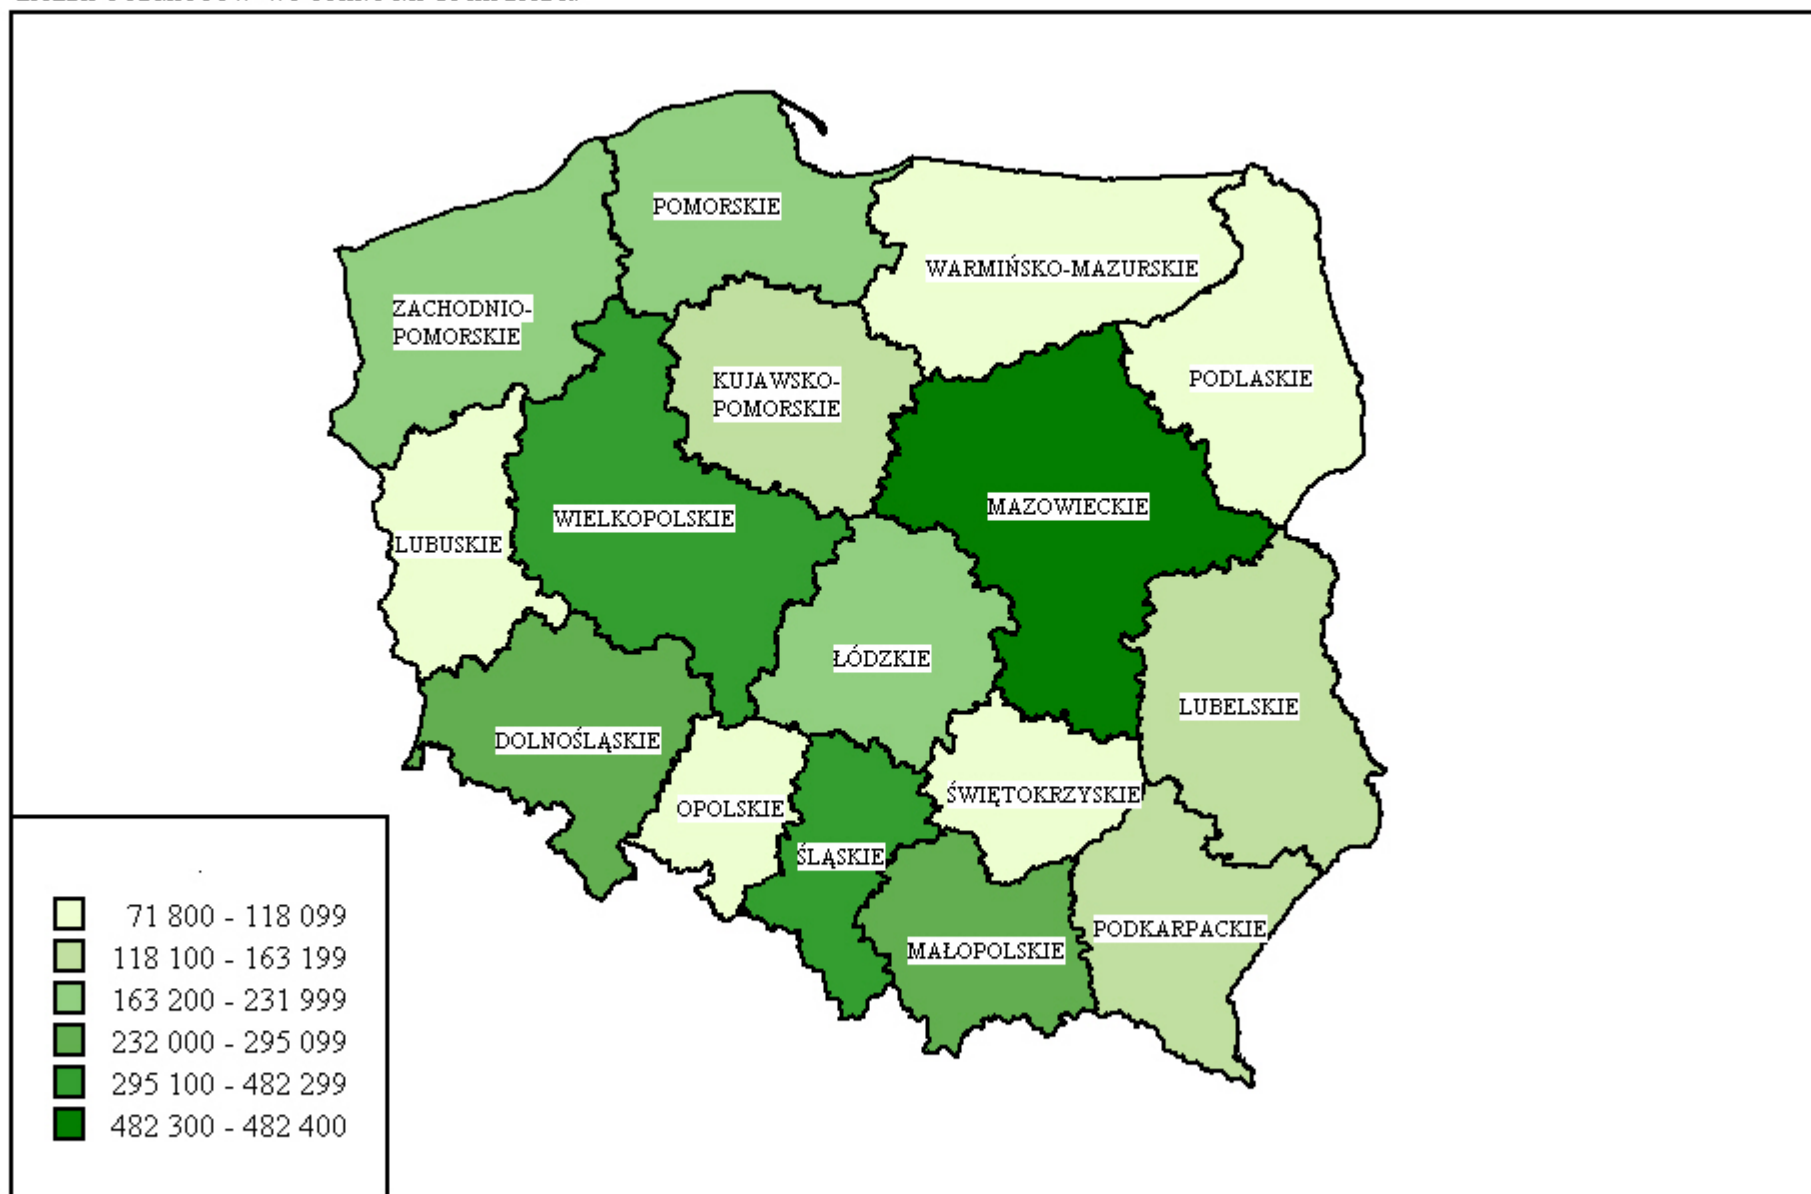 POMORSKIE
WARMIŃSKO-MAZURSKIE
ZACHODNIO-
POMORSKIE
KUJAWSKO-
POMORSKIE
PODLASKIE
MAZOWIECKIE
WIELKOPOLSKIE
LUBUSKIE
ŁÓDZKIE
LUBELSKIE
DOLNOŚLĄSKIE
ŚWIĘTOKRZYSKIE
OPOLSKIE
ŚLĄSKIE
PODKARPACKIE
MAŁOPOLSKIE
71 800 - 118 099
118 100 - 163 199
163 200 - 231 999
232 000 - 295 099
295 100 - 482 299
482 300 - 482 400